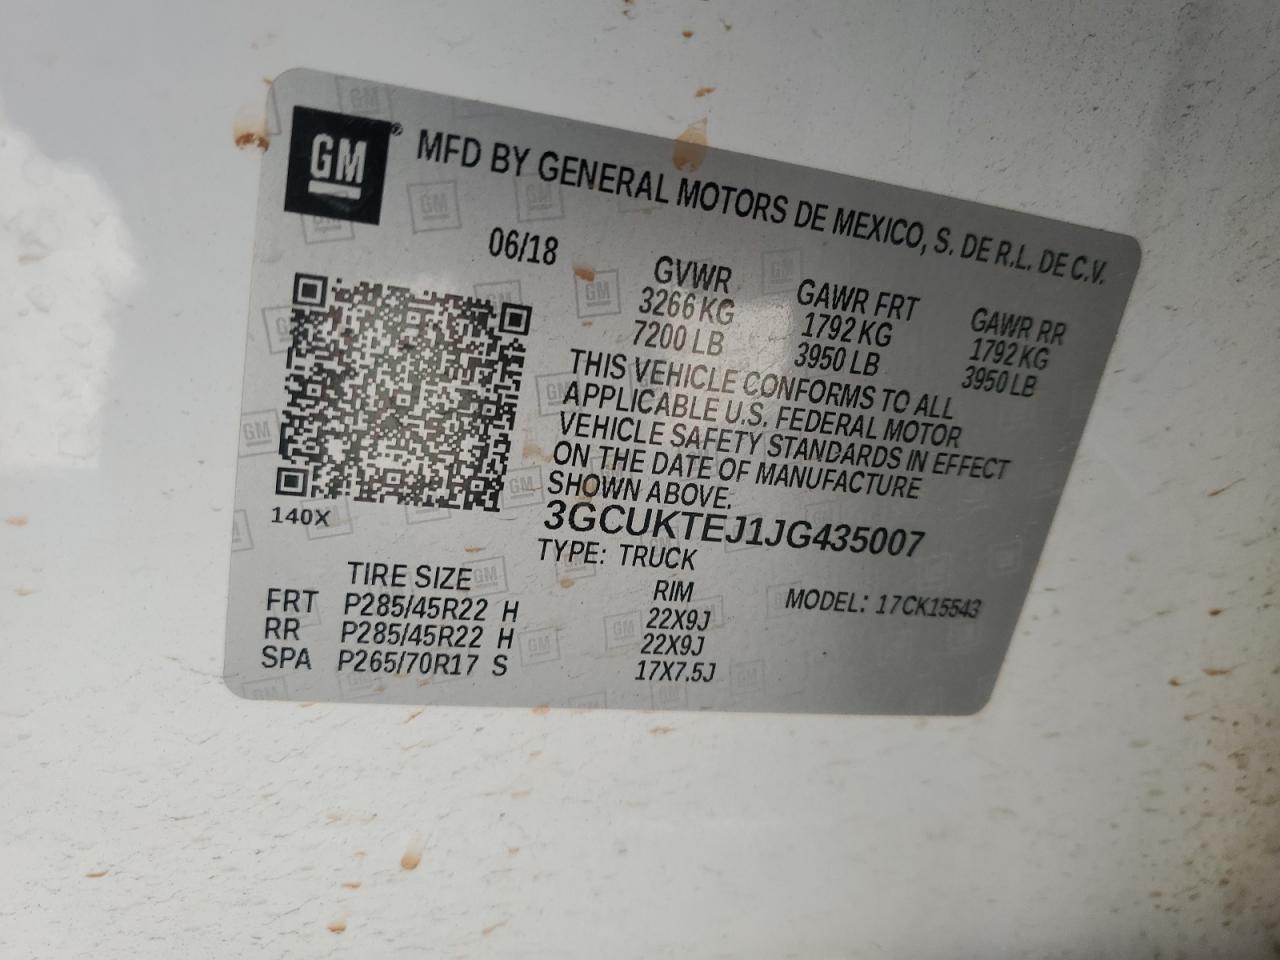 GM® MFD BY GENERAL MOTORS DE MEXICO, S. DE R.L. DE C.V.
06/18
GVWR GAWR FRT GAWR RR
3266 KG 1792 KG 1792 KG
7200 LB 3950 LB 3950 LB
THIS VEHICLE CONFORMS TO ALL
APPLICABLE U.S. FEDERAL MOTOR
VEHICLE SAFETY STANDARDS IN EFFECT
ON THE DATE OF MANUFACTURE
SHOWN ABOVE.
140X
3GCUKTEJ1JG435007
TYPE: TRUCK
MODEL: 17CK15543
TIRE SIZE RIM
FRT P285/45R22 H 22X9J
RR P285/45R22 H 22X9J
SPA P265/70R17 S 17X7.5J